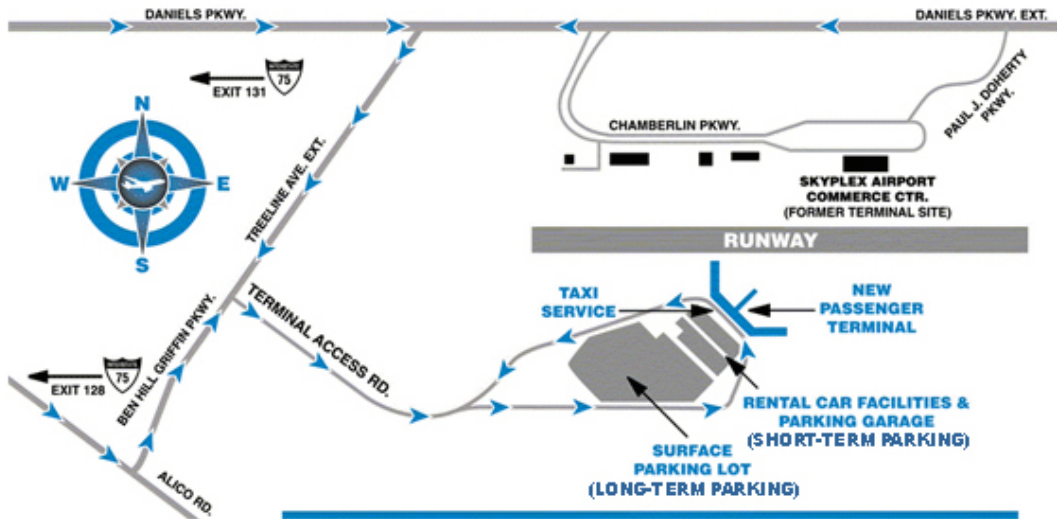 DANIELS PKWY.
DANIELS PKWY. EXT.
INTERSTATE
75
EXIT 131
N
W
E
S
TREELINE AVE. EXT.
CHAMBERLIN PKWY.
PAUL J. DOHERTY
PKWY.
SKYPLEX AIRPORT
COMMERCE CTR.
(FORMER TERMINAL SITE)
RUNWAY
TAXI
SERVICE
NEW
PASSENGER
TERMINAL
TERMINAL ACCESS RD.
BEN HILL GRIFFIN PKWY.
INTERSTATE
75
EXIT 128
ALICO RD.
RENTAL CAR FACILITIES &
PARKING GARAGE
(SHORT-TERM PARKING)
SURFACE
PARKING LOT
(LONG-TERM PARKING)